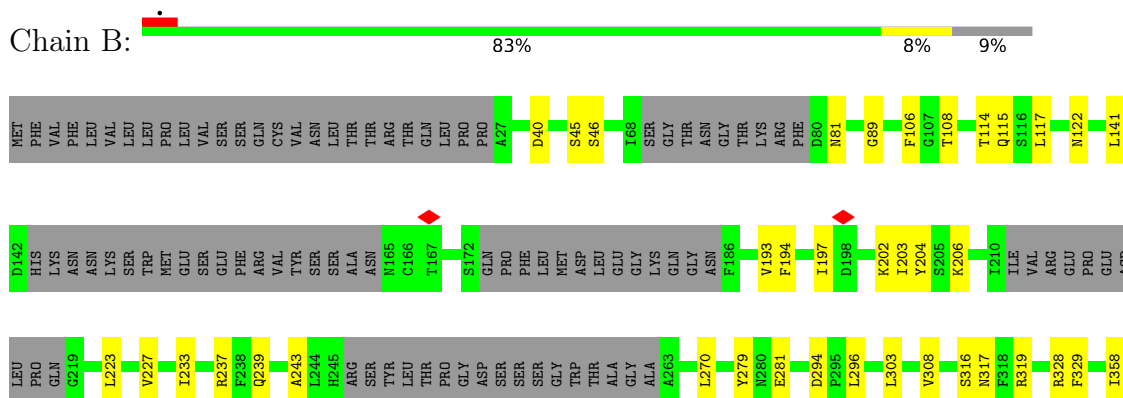 Chain B:
83%
8%
9%
MET PHE VAL PHE LEU VAL LEU LEU PRO LEU VAL SER SER GLN CYS VAL ASN LEU THR THR ARG THR GLN LEU PRO PRO A27 D40 S45 S46 I68 SER GLY THR ASN GLY THR LYS ARG PHE D80 N81 G89 F106 G107 T108 T114 Q115 S116 L117 N122 L141
D142 HIS LYS ASN ASN LYS SER TRP MET GLU SER GLU PHE ARG VAL TYR SER SER ALA ASN N165 C166 T167 S172 GLN PRO PHE LEU MET ASP LEU GLU GLY LYS GLN GLY ASN F186 V193 F194 I197 D198 K202 I203 Y204 S205 K206 I210 ILE VAL ARG GLU PRO GLU ASP
LEU PRO GLN G219 L223 V227 I233 R237 F238 Q239 A243 L244 H245 ARG SER TYR LEU THR PRO GLY ASP SER SER SER GLY TRP THR ALA GLY ALA A263 L270 Y279 N280 E281 D294 P295 L296 L303 V308 S316 N317 F318 R319 R328 F329 I358